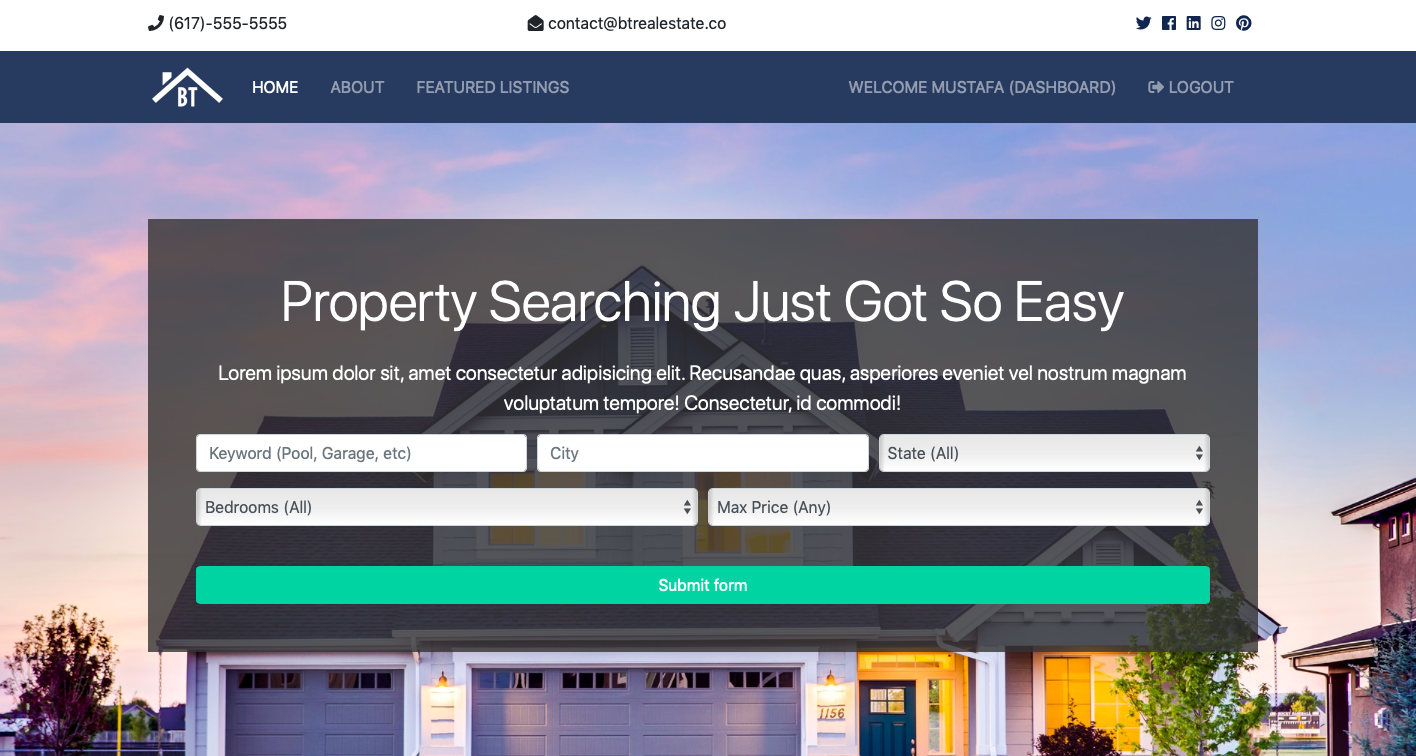 (617)-555-5555
contact@btrealestate.co
BT
HOME
ABOUT
FEATURED LISTINGS
WELCOME MUSTAFA (DASHBOARD)
LOGOUT
Property Searching Just Got So Easy
Lorem ipsum dolor sit, amet consectetur adipisicing elit. Recusandae quas, asperiores eveniet vel nostrum magnam
voluptatum tempore! Consectetur, id commodi!
Keyword (Pool, Garage, etc)
City
State (All)
Bedrooms (All)
Max Price (Any)
Submit form
1156